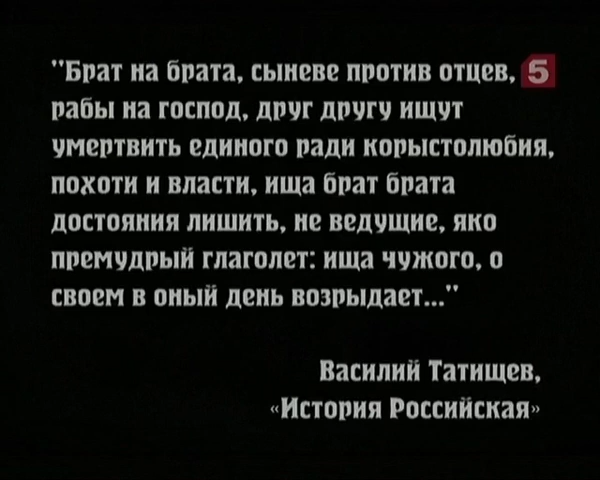 "Брат на брата, сыневе против отцев,
5
рабы на господ, друг другу ищут
умертвить единого ради корыстолюбия,
похоти и власти, ища брат брата
достояния лишить, не ведущие, яко
премудрый глаголет: ища чужого, о
своем в оный день возрыдает..."
Василий Татищев,
«История Российская»